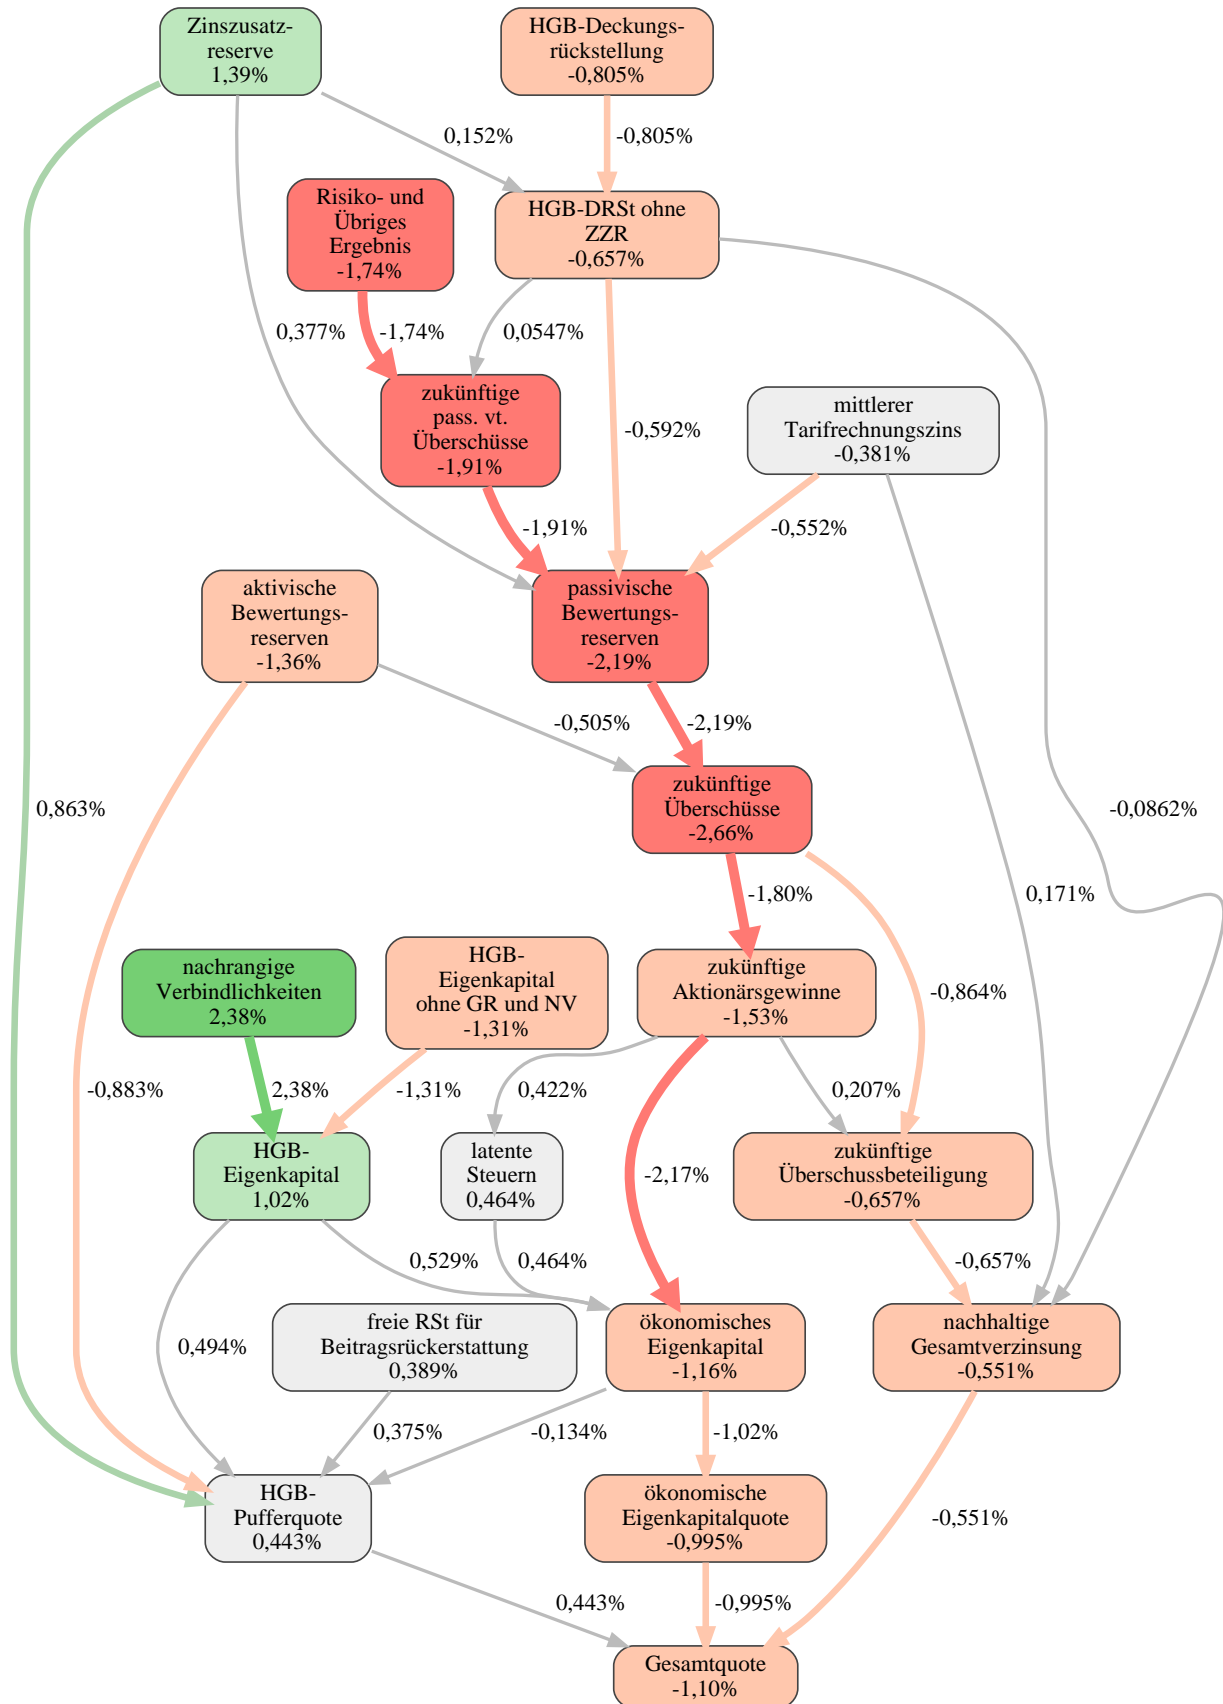 Zinszusatz-
reserve
1,39%
HGB-Deckungs-
rückstellung
-0,805%
0,152%
-0,805%
Risiko- und
Übriges
Ergebnis
-1,74%
HGB-DRSt ohne
ZZR
-0,657%
0,377%
-1,74%
0,0547%
zukünftige
pass. vt.
Überschüsse
-1,91%
-0,592%
mittlerer
Tarifrechnungszins
-0,381%
-1,91%
-0,552%
aktivische
Bewertungs-
reserven
-1,36%
passivische
Bewertungs-
reserven
-2,19%
-0,505%
-2,19%
zukünftige
Überschüsse
-2,66%
0,863%
-0,0862%
-1,80%
0,171%
nachrangige
Verbindlichkeiten
2,38%
HGB-
Eigenkapital
ohne GR und NV
-1,31%
zukünftige
Aktionärsgewinne
-1,53%
-0,864%
-0,883%
2,38%
-1,31%
0,422%
0,207%
HGB-
Eigenkapital
1,02%
latente
Steuern
0,464%
-2,17%
zukünftige
Überschussbeteiligung
-0,657%
0,529%
0,464%
-0,657%
0,494%
freie RSt für
Beitragsrückerstattung
0,389%
ökonomisches
Eigenkapital
-1,16%
nachhaltige
Gesamtverzinsung
-0,551%
0,375%
-0,134%
-1,02%
HGB-
Pufferquote
0,443%
ökonomische
Eigenkapitalquote
-0,995%
-0,551%
0,443%
-0,995%
Gesamtquote
-1,10%